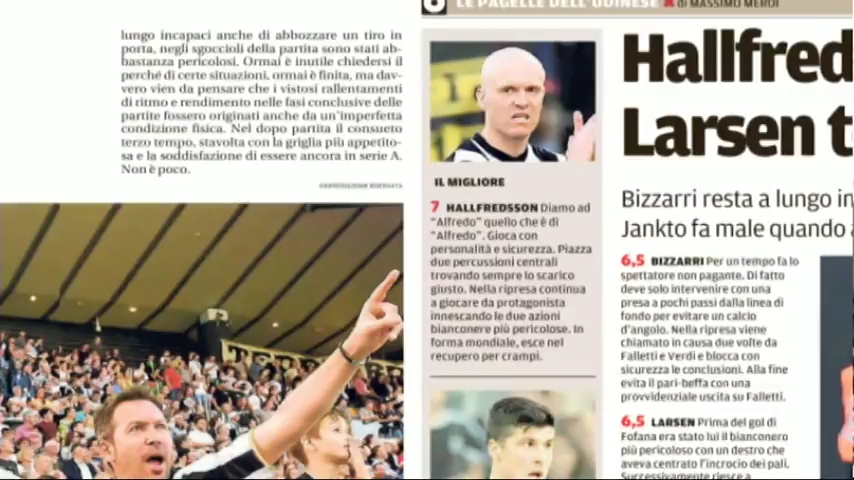 lungo incapaci anche di abbozzare un tiro in
porta, negli sgoccioli della partita sono stati ab-
bastanza pericolosi. Ormai è inutile chiedersi il
perché di certe situazioni, ormai è finita, ma dav-
vero vien da pensare che i vistosi rallentamenti
di ritmo e rendimento nelle fasi conclusive delle
partite fossero originati anche da un'imperfetta
condizione fisica. Nel dopo partita il consueto
terzo tempo, stavolta con la griglia più appetito-
sa e la soddisfazione di essere ancora in serie A.
Non è poco.
LE PAGELLE DELL'UDINESE di MASSIMO MEROI
IL MIGLIORE
7 HALLFREDSSON Diamo ad
"Alfredo" quello che è di
"Alfredo". Gioca con
personalità e sicurezza. Piazza
due percussioni centrali
trovando sempre lo scarico
giusto. Nella ripresa continua
a giocare da protagonista
innescando le due azioni
bianconere più pericolose. In
forma mondiale, esce nel
recupero per crampi.
Hallfred
Larsen t
Bizzarri resta a lungo in
Jankto fa male quando
6,5 BIZZARRI Per un tempo fa lo
spettatore non pagante. Di fatto
deve solo intervenire con una
presa a pochi passi dalla linea di
fondo per evitare un calcio
d'angolo. Nella ripresa viene
chiamato in causa due volte da
Falletti e Verdi e blocca con
sicurezza le conclusioni. Alla fine
evita il pari-beffa con una
provvidenziale uscita su Falletti.
6,5 LARSEN Prima del gol di
Fofana era stato lui il bianconero
più pericoloso con un destro che
aveva centrato l'incrocio dei pali.
Successivamente riesce a